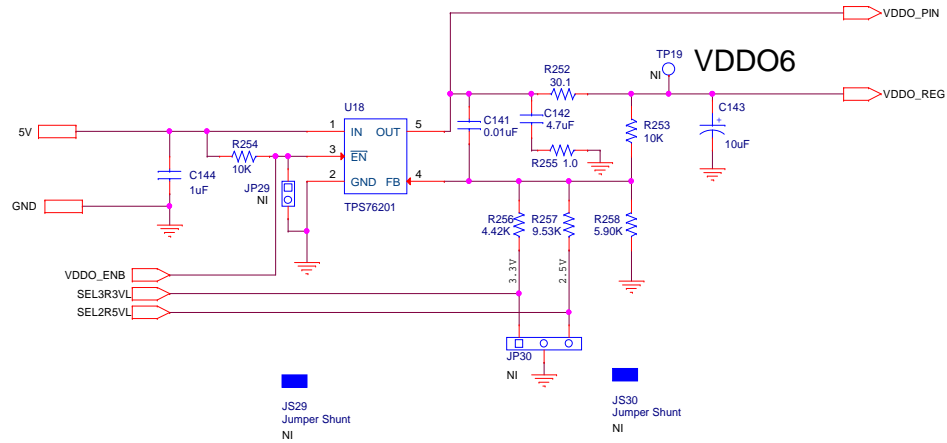 VDDO_PIN
TP19
VDDO6
NI
R252
30.1
VDDO_REG
U18
C141
0.01uF
C142
4.7uF
R253
10K
C143
10uF
5V
1
IN
OUT
5
R254
10K
3
EN
R255 1.0
C144
1uF
JP29
NI
2
GND
FB
4
TPS76201
GND
R256
4.42K
R257
9.53K
R258
5.90K
VDDO_ENB
3.3V
2.5V
SEL3R3VL
SEL2R5VL
JP30
NI
JS29
Jumper Shunt
NI
JS30
Jumper Shunt
NI